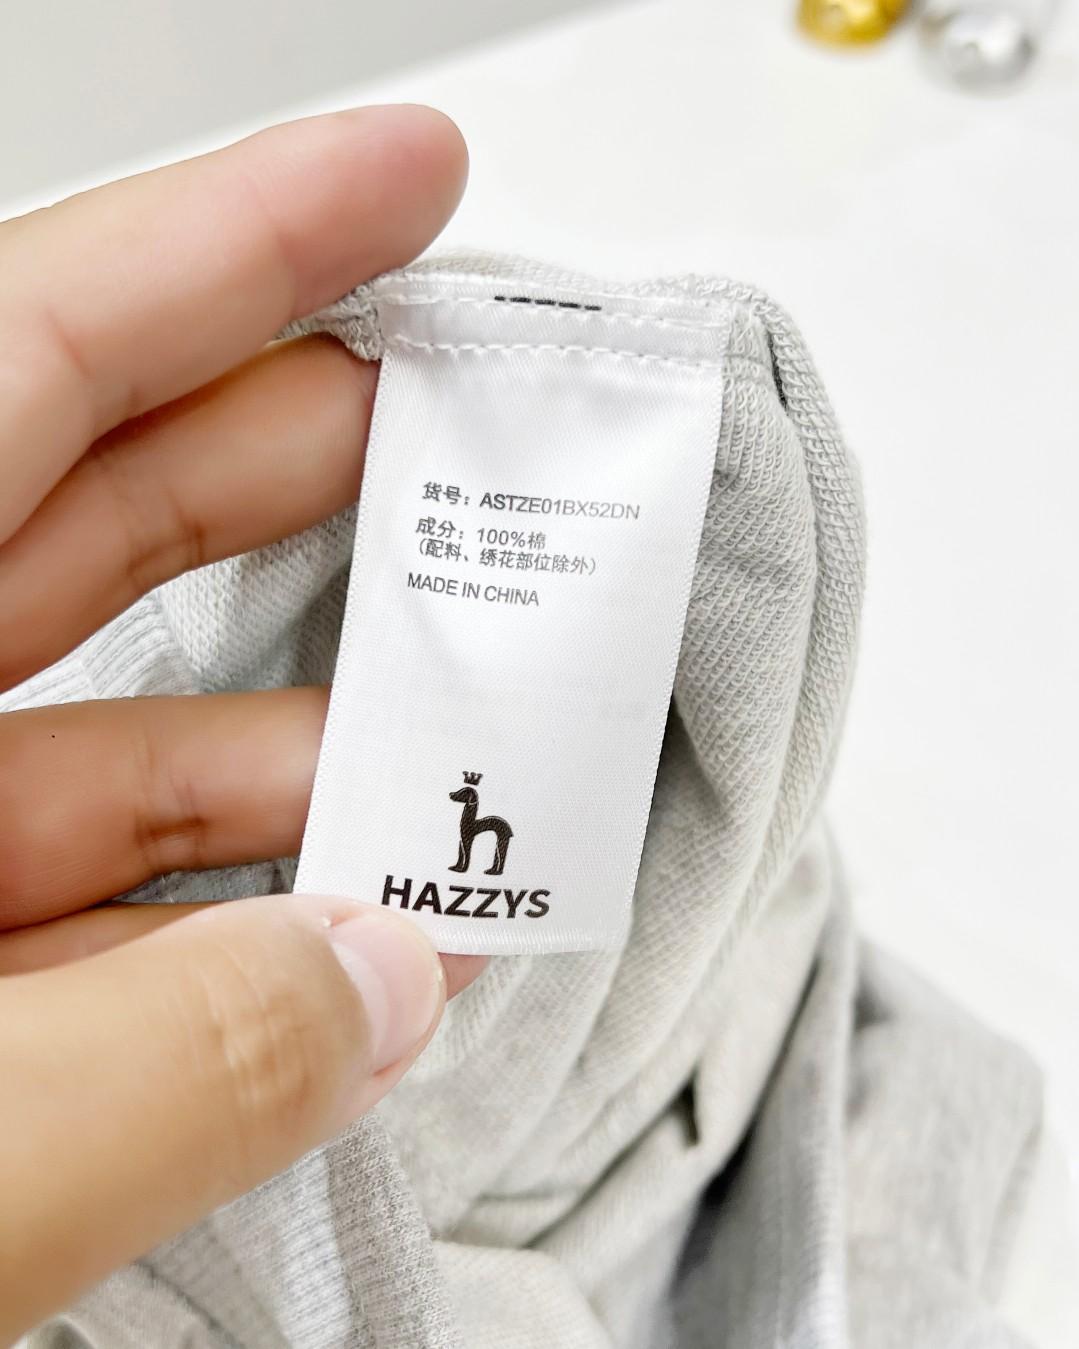 货号：ASTZE01BX52DN
成分：100%棉
（配料、绣花部位除外）
MADE IN CHINA
HAZZYS